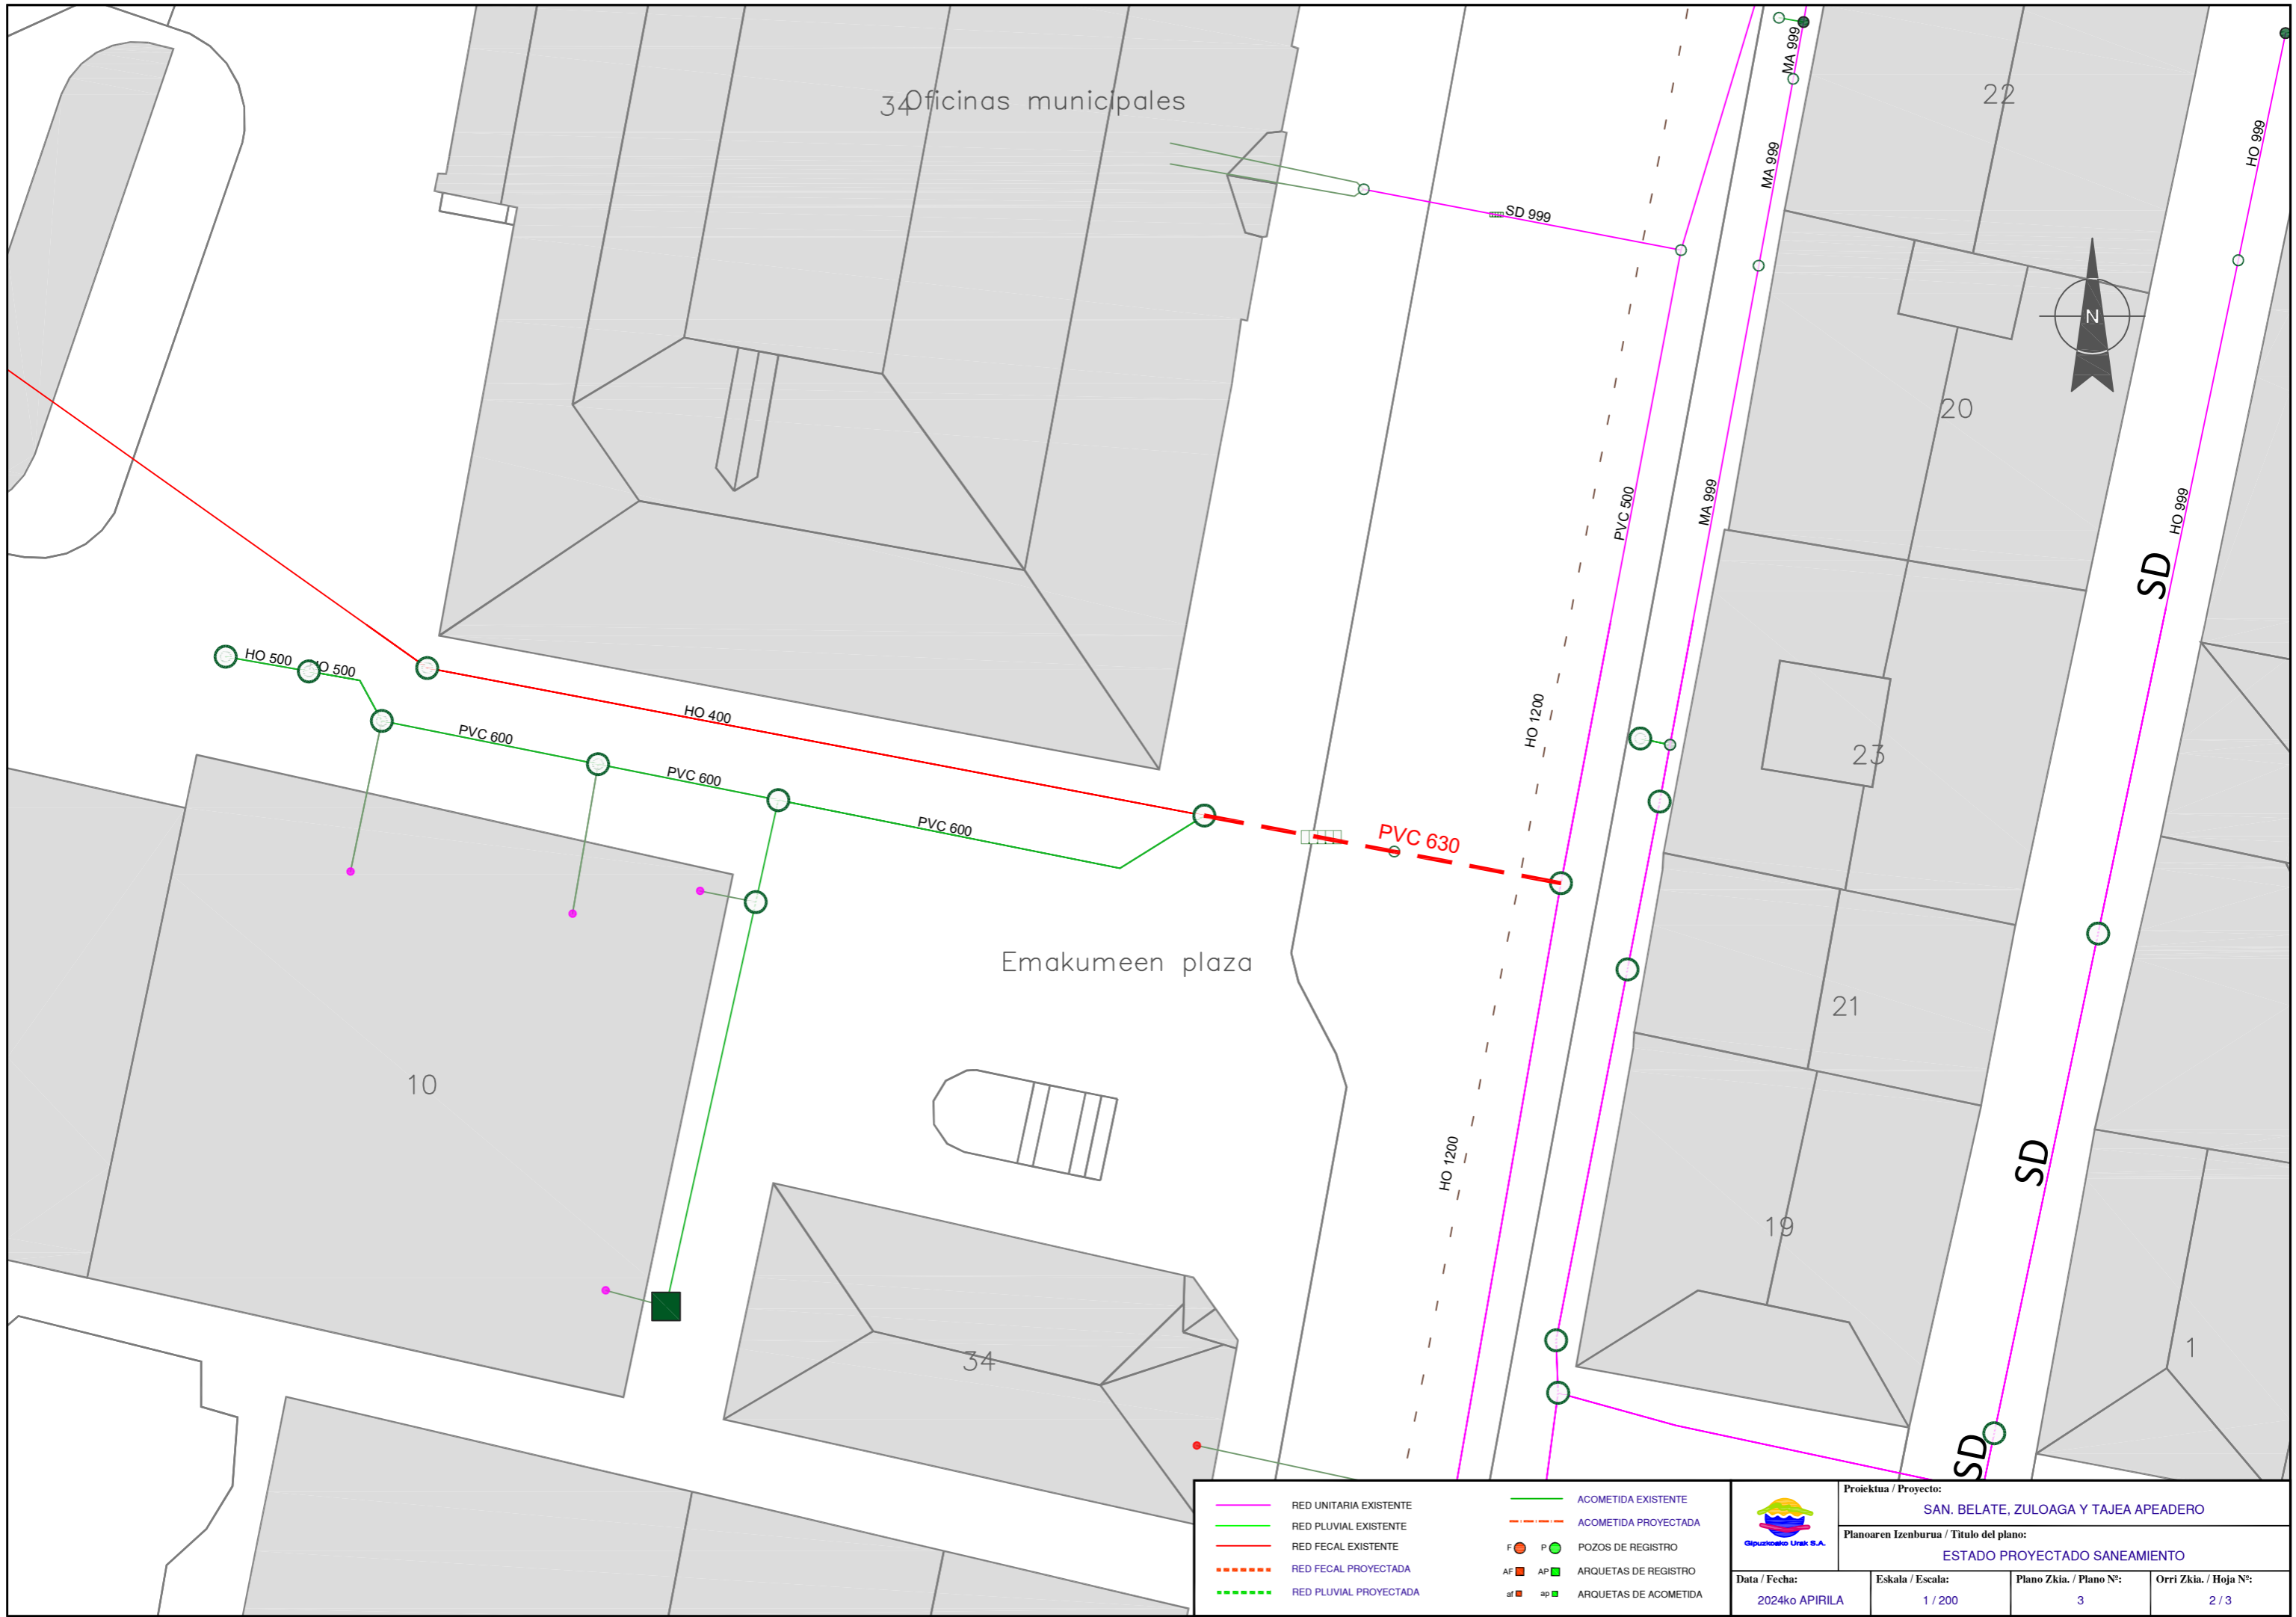 34 Oficinas municipales
MA 999
22
HO 999
MA 999
SD 999
N
20
PVC 500
MA 999
HO 999
SD
HO 500
HO 500
HO 400
PVC 600
HO 1200
PVC 600
23
PVC 600
PVC 630
Emakumeen plaza
21
10
HO 1200
SD
19
34
1
SD
RED UNITARIA EXISTENTE
RED PLUVIAL EXISTENTE
RED FECAL EXISTENTE
RED FECAL PROYECTADA
RED PLUVIAL PROYECTADA
ACOMETIDA EXISTENTE
ACOMETIDA PROYECTADA
F P POZOS DE REGISTRO
AF AP ARQUETAS DE REGISTRO
af ap ARQUETAS DE ACOMETIDA
Gipuzkoako Urak S.A.
Proiektua / Proyecto:
SAN. BELATE, ZULOAGA Y TAJEA APEADERO
Planoaren Izenburua / Titulo del plano:
ESTADO PROYECTADO SANEAMIENTO
Data / Fecha:
2024ko APIRILA
Eskala / Escala:
1 / 200
Plano Zkia. / Plano Nº:
3
Orri Zkia. / Hoja Nº:
2 / 3